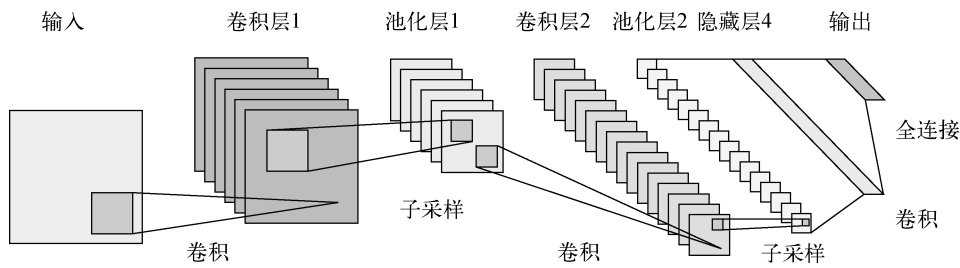 输入 卷积层1 池化层1 卷积层2 池化层2 隐藏层4 输出
全连接
子采样 卷积
卷积 卷积 子采样